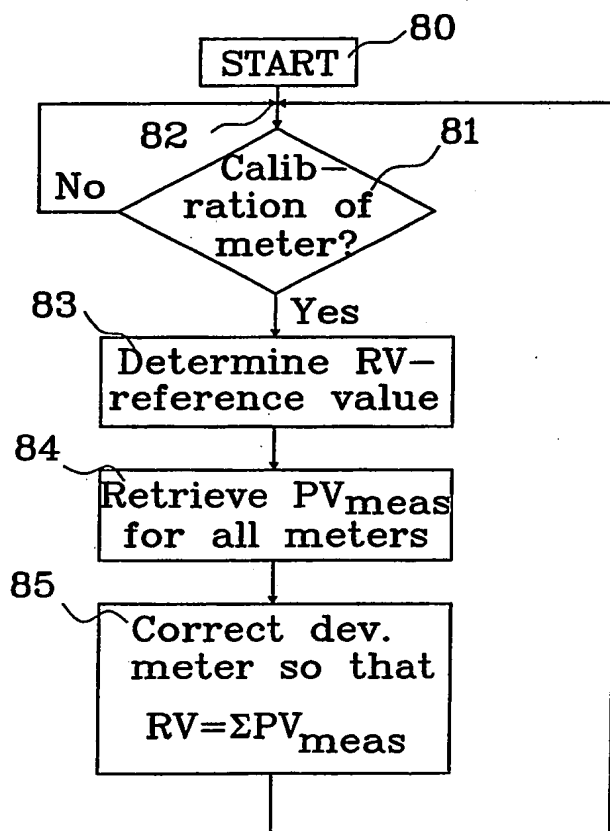 80
START
82
81
Calib-
ration of
meter?
No
Yes
83
Determine RV-
reference value
84
Retrieve PVmeas
for all meters
85
Correct dev.
meter so that
RV=ΣPVmeas